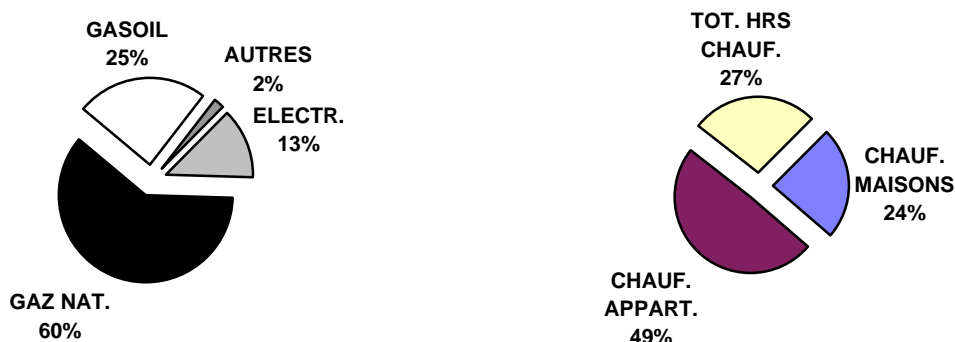 GASOIL
25%
AUTRES
2%
ELECTR.
13%
GAZ NAT.
60%
TOT. HRS
CHAUF.
27%
CHAUF.
MAISONS
24%
CHAUF.
APPART.
49%